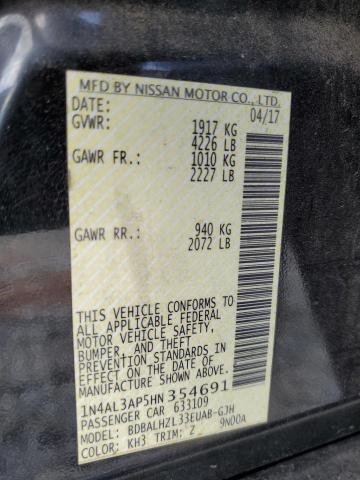 MFD BY NISSAN MOTOR CO., LTD.
DATE: 04/17
GVWR: 1917 KG
4226 LB
GAWR FR.: 1010 KG
2227 LB
GAWR RR.: 940 KG
2072 LB
THIS VEHICLE CONFORMS TO
ALL APPLICABLE FEDERAL
MOTOR VEHICLE SAFETY,
BUMPER, AND THEFT
PREVENTION STANDARDS IN
EFFECT ON THE DATE OF
MANUFACTURE SHOWN ABOVE.
1N4AL3AP5HN 354691
PASSENGER CAR 633109
MODEL: BDBALHZL33EUAB-GJH
COLOR: KH3 TRIM: Z 9N00A